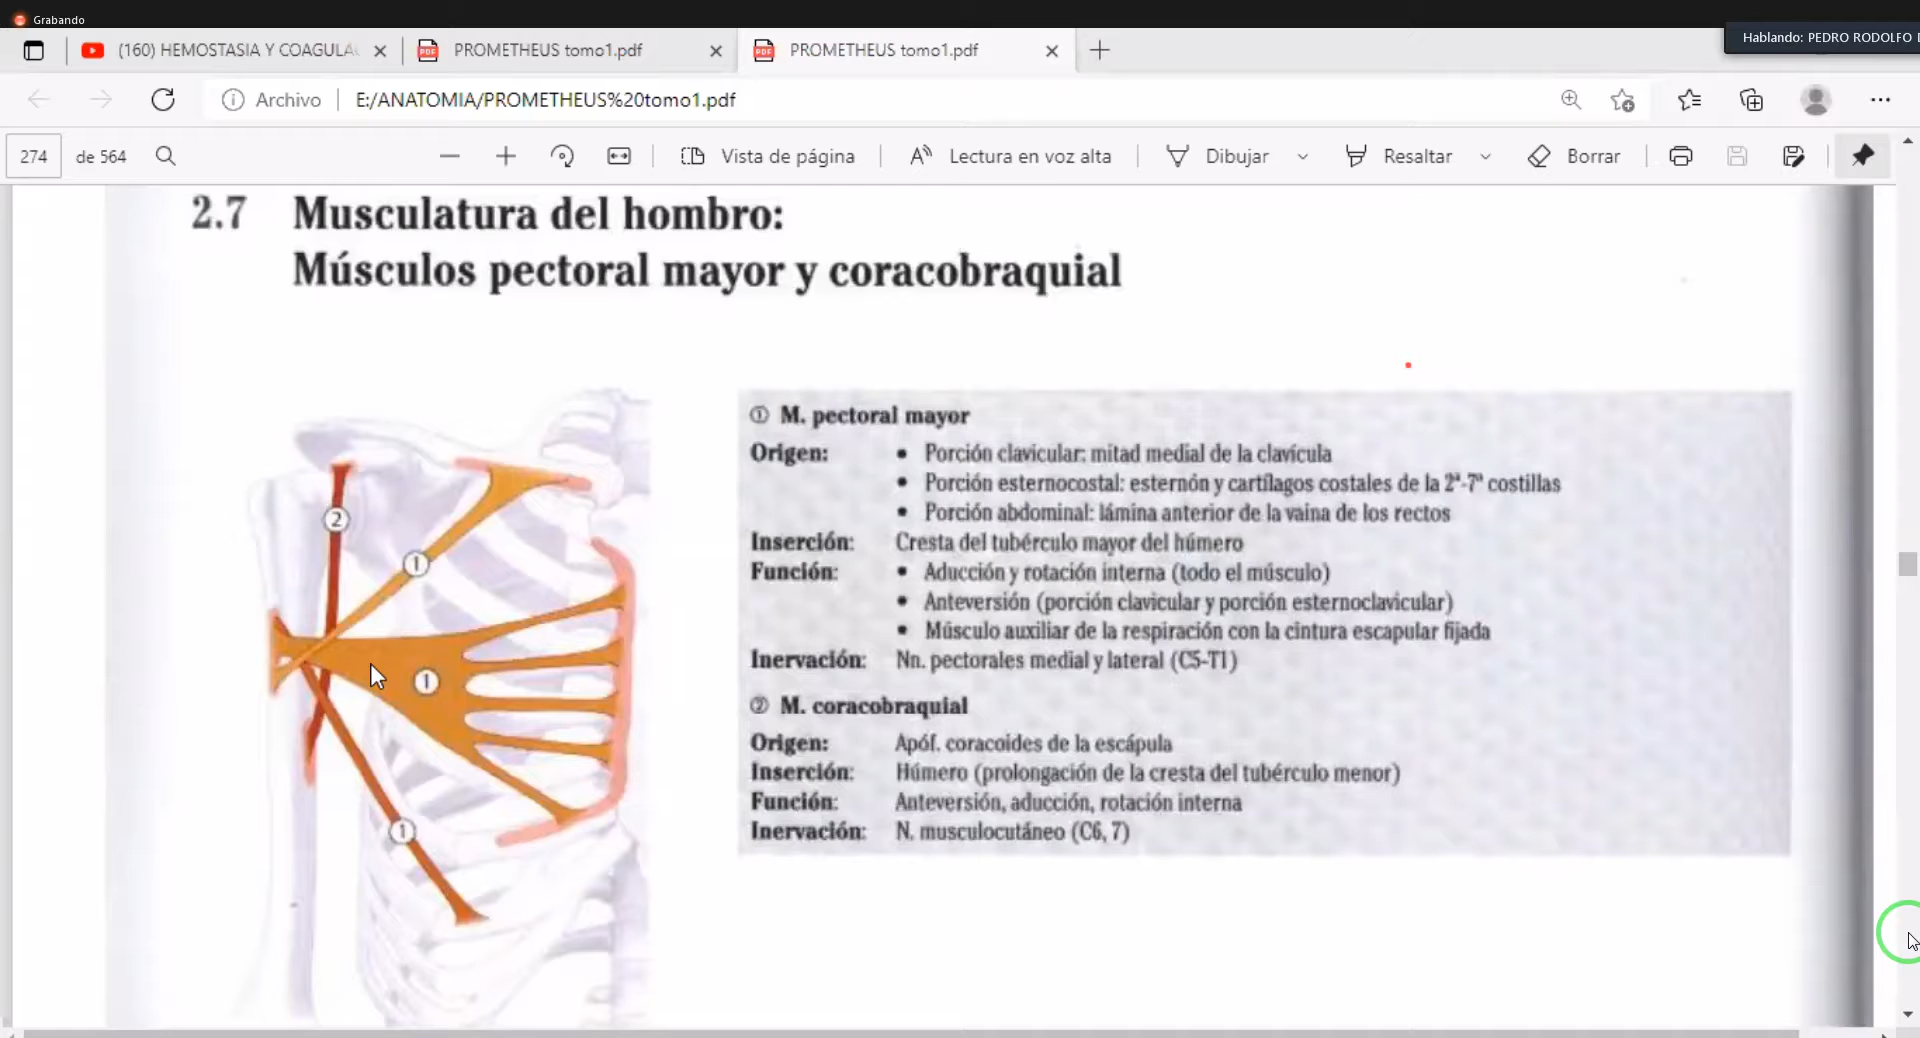 Grabando
Hablando: PEDRO RODOLFO
(160) HEMOSTASIA Y COAGULA
PROMETHEUS tomo1.pdf
PROMETHEUS tomo1.pdf
Archivo
E:/ANATOMIA/PROMETHEUS%20tomo1.pdf
274 de 564
Vista de página
Lectura en voz alta
Dibujar
Resaltar
Borrar
2.7 Musculatura del hombro:
Músculos pectoral mayor y coracobraquial
① M. pectoral mayor
Origen: • Porción clavicular: mitad medial de la clavícula
• Porción esternocostal: esternón y cartílagos costales de la 2ª-7ª costillas
• Porción abdominal: lámina anterior de la vaina de los rectos
Inserción: Cresta del tubérculo mayor del húmero
Función: • Aducción y rotación interna (todo el músculo)
• Anteversión (porción clavicular y porción esternoclavicular)
• Músculo auxiliar de la respiración con la cintura escapular fijada
Inervación: Nn. pectorales medial y lateral (C5-T1)
② M. coracobraquial
Origen: Apóf. coracoides de la escápula
Inserción: Húmero (prolongación de la cresta del tubérculo menor)
Función: Anteversión, aducción, rotación interna
Inervación: N. musculocutáneo (C6, 7)
2
1
1
1